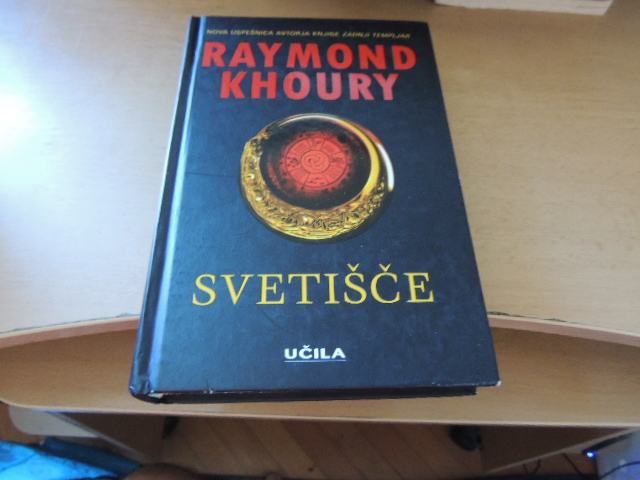 NOVA USPEŠNICA AVTORJA KNJIGE ZADNJI TEMPLJAR
RAYMOND
KHOURY
SVETIŠČE
UČILA